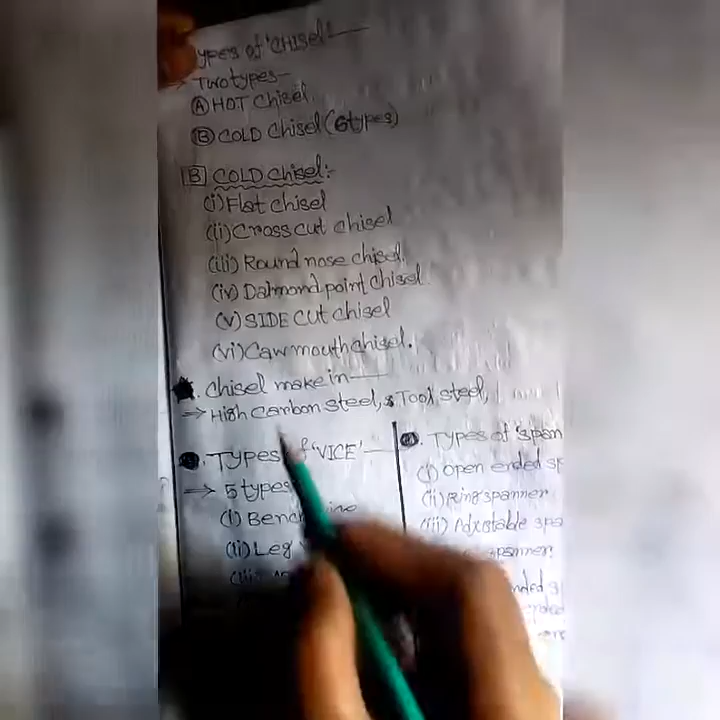 ypes of 'CHISEL' —
→ Two types —
Ⓐ HOT chisel
Ⓑ COLD chisel (6 types)
B COLD chisel :-
(i) Flat chisel
(ii) Cross cut chisel
(iii) Round nose chisel
(iv) Daimond point chisel
(v) SIDE cut chisel
(vi) Caw mouth chisel.
. Chisel make in —
→ High carbon steel, Tool steel,
. Types of 'VICE' —
→ 5 types
(i) Bench
(ii) Leg
. Types of 'span
(i) open ended sp
(ii) Ring spanner
(iii) Adjustable spa
spanner